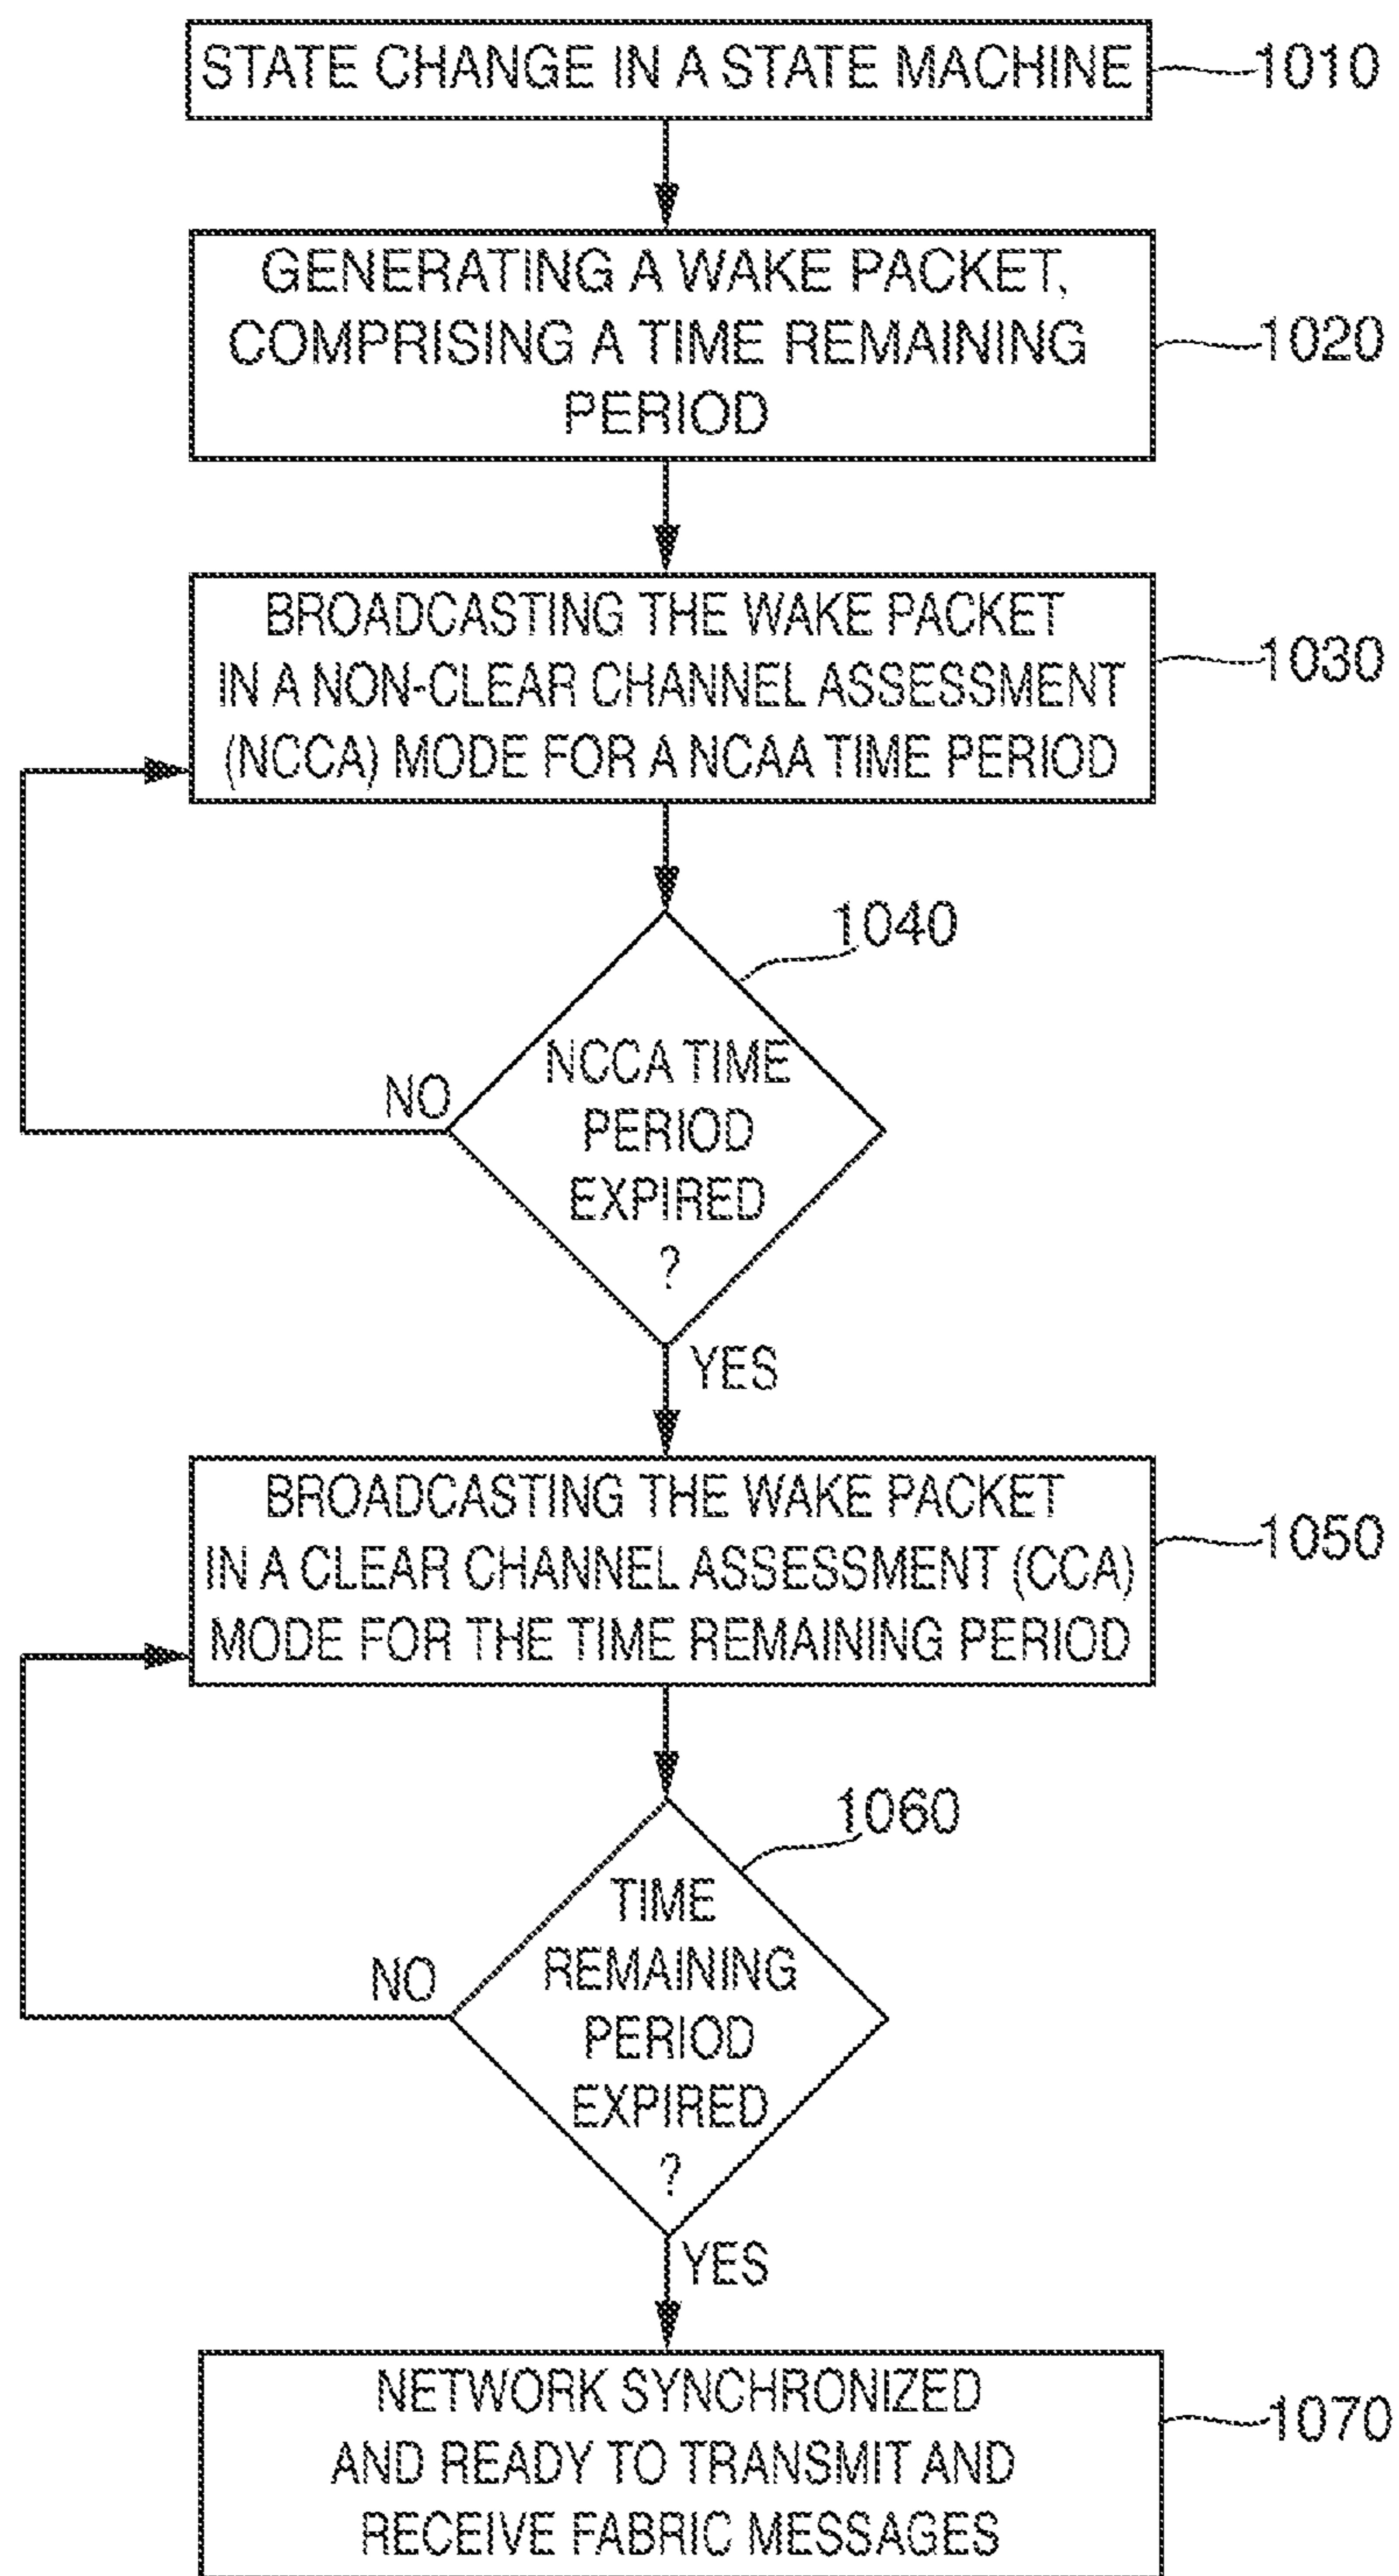 STATE CHANGE IN A STATE MACHINE
1010
GENERATING A WAKE PACKET,
COMPRISING A TIME REMAINING
PERIOD
1020
BROADCASTING THE WAKE PACKET
IN A NON-CLEAR CHANNEL ASSESSMENT
(NCCA) MODE FOR A NCAA TIME PERIOD
1030
1040
NCCA TIME
PERIOD
EXPIRED
?
NO
YES
BROADCASTING THE WAKE PACKET
IN A CLEAR CHANNEL ASSESSMENT (CCA)
MODE FOR THE TIME REMAINING PERIOD
1050
1060
TIME
REMAINING
PERIOD
EXPIRED
?
NO
YES
NETWORK SYNCHRONIZED
AND READY TO TRANSMIT AND
RECEIVE FABRIC MESSAGES
1070